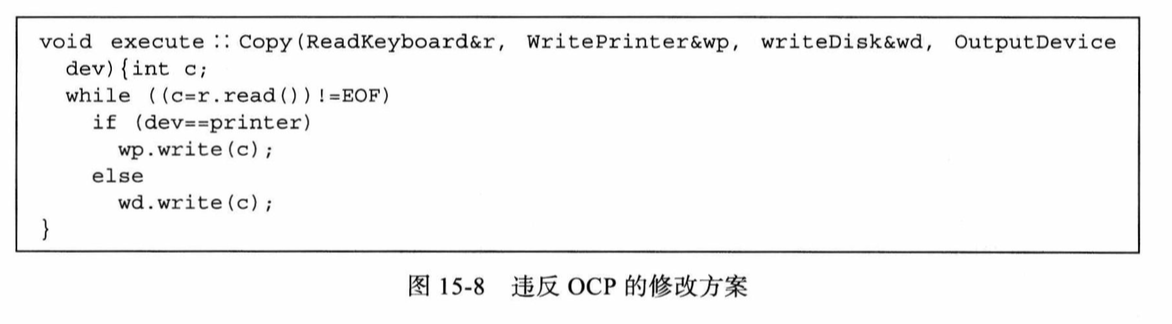 void execute :: Copy(ReadKeyboard&r, WritePrinter&wp, writeDisk&wd, OutputDevice
dev){int c;
while ((c=r.read())!=EOF)
if (dev==printer)
wp.write(c);
else
wd.write(c);
}
图 15-8 违反 OCP 的修改方案